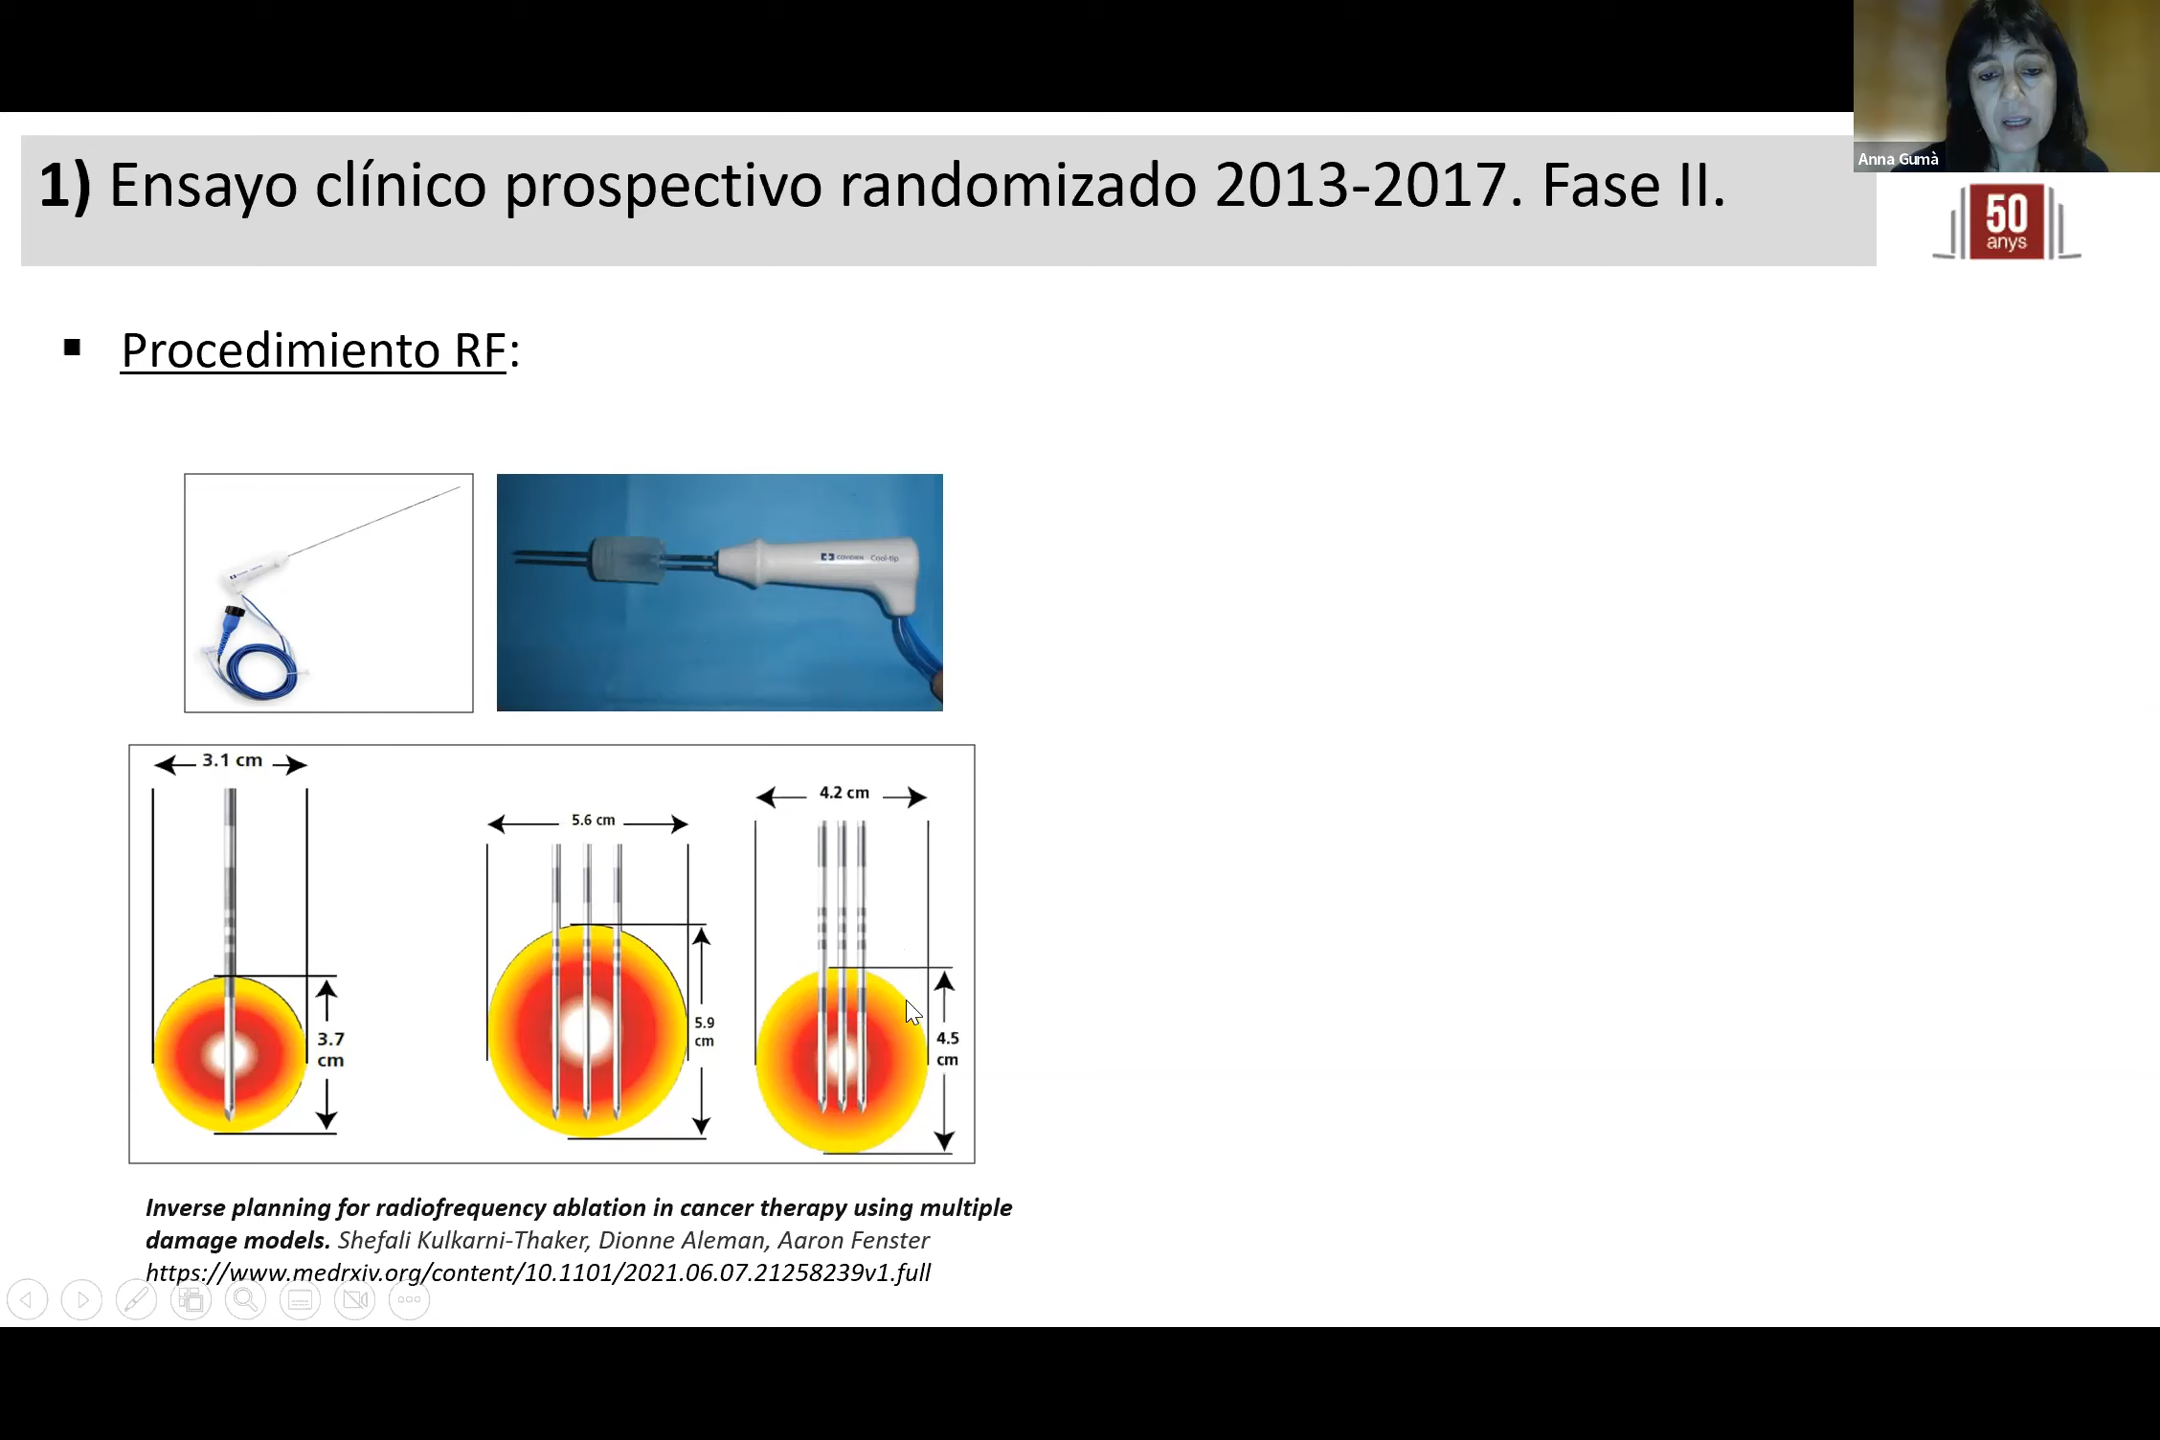 Anna Gumà
1) Ensayo clínico prospectivo randomizado 2013-2017. Fase II.
50
anys
▪ Procedimiento RF:
COVIDIEN Cool-tip
3.1 cm
5.6 cm
4.2 cm
3.7
cm
5.9
cm
4.5
cm
Inverse planning for radiofrequency ablation in cancer therapy using multiple
damage models. Shefali Kulkarni-Thaker, Dionne Aleman, Aaron Fenster
https://www.medrxiv.org/content/10.1101/2021.06.07.21258239v1.full